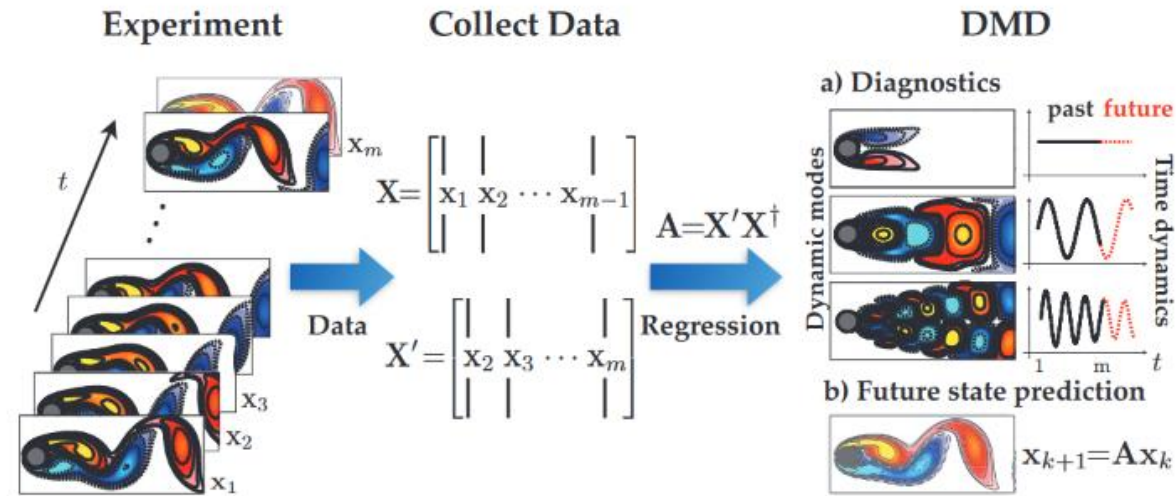 Experiment
Collect Data
DMD
t
x_m
x_3
x_2
x_1
Data
X=[x_1 x_2 ⋯ x_{m−1}]
X′=[x_2 x_3 ⋯ x_m]
A=X′X†
Regression
a) Diagnostics
Dynamic modes
past future
Time dynamics
1 m t
b) Future state prediction
x_{k+1}=Ax_k